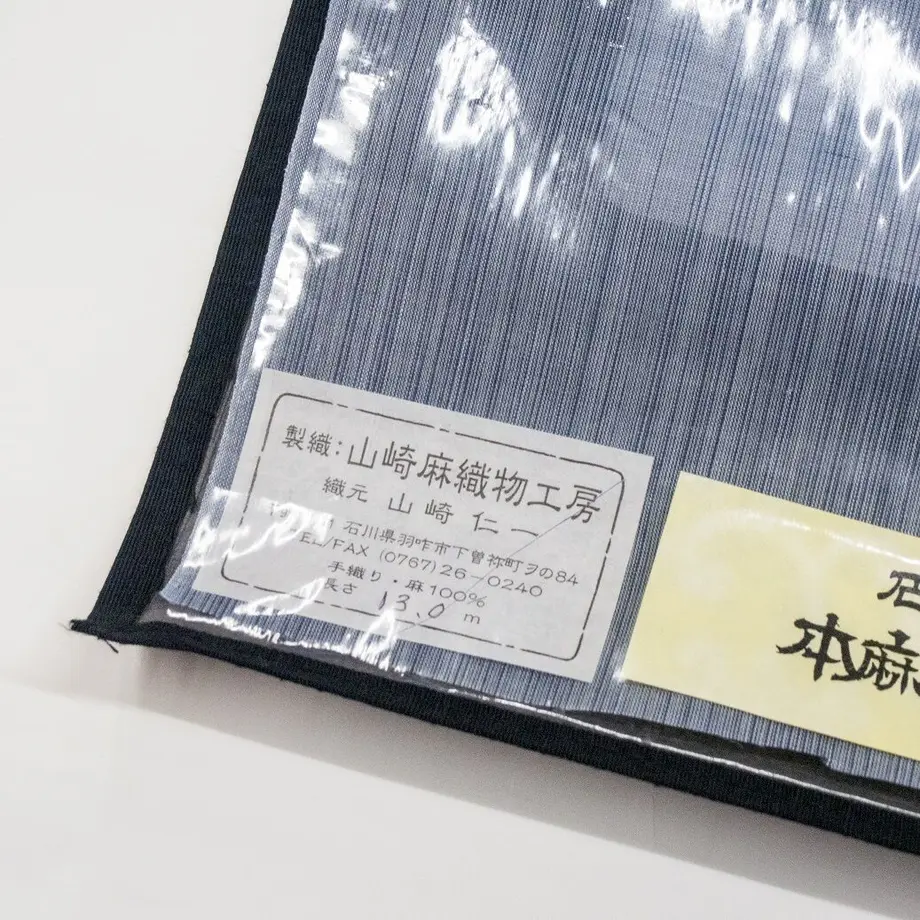 製織:山崎麻織物工房
織元 山崎仁一
石川県羽咋市下曽祢町ヲの84
EL/FAX (0767)26-0240
手織り・麻100%
長さ 13.0 m
石
本麻